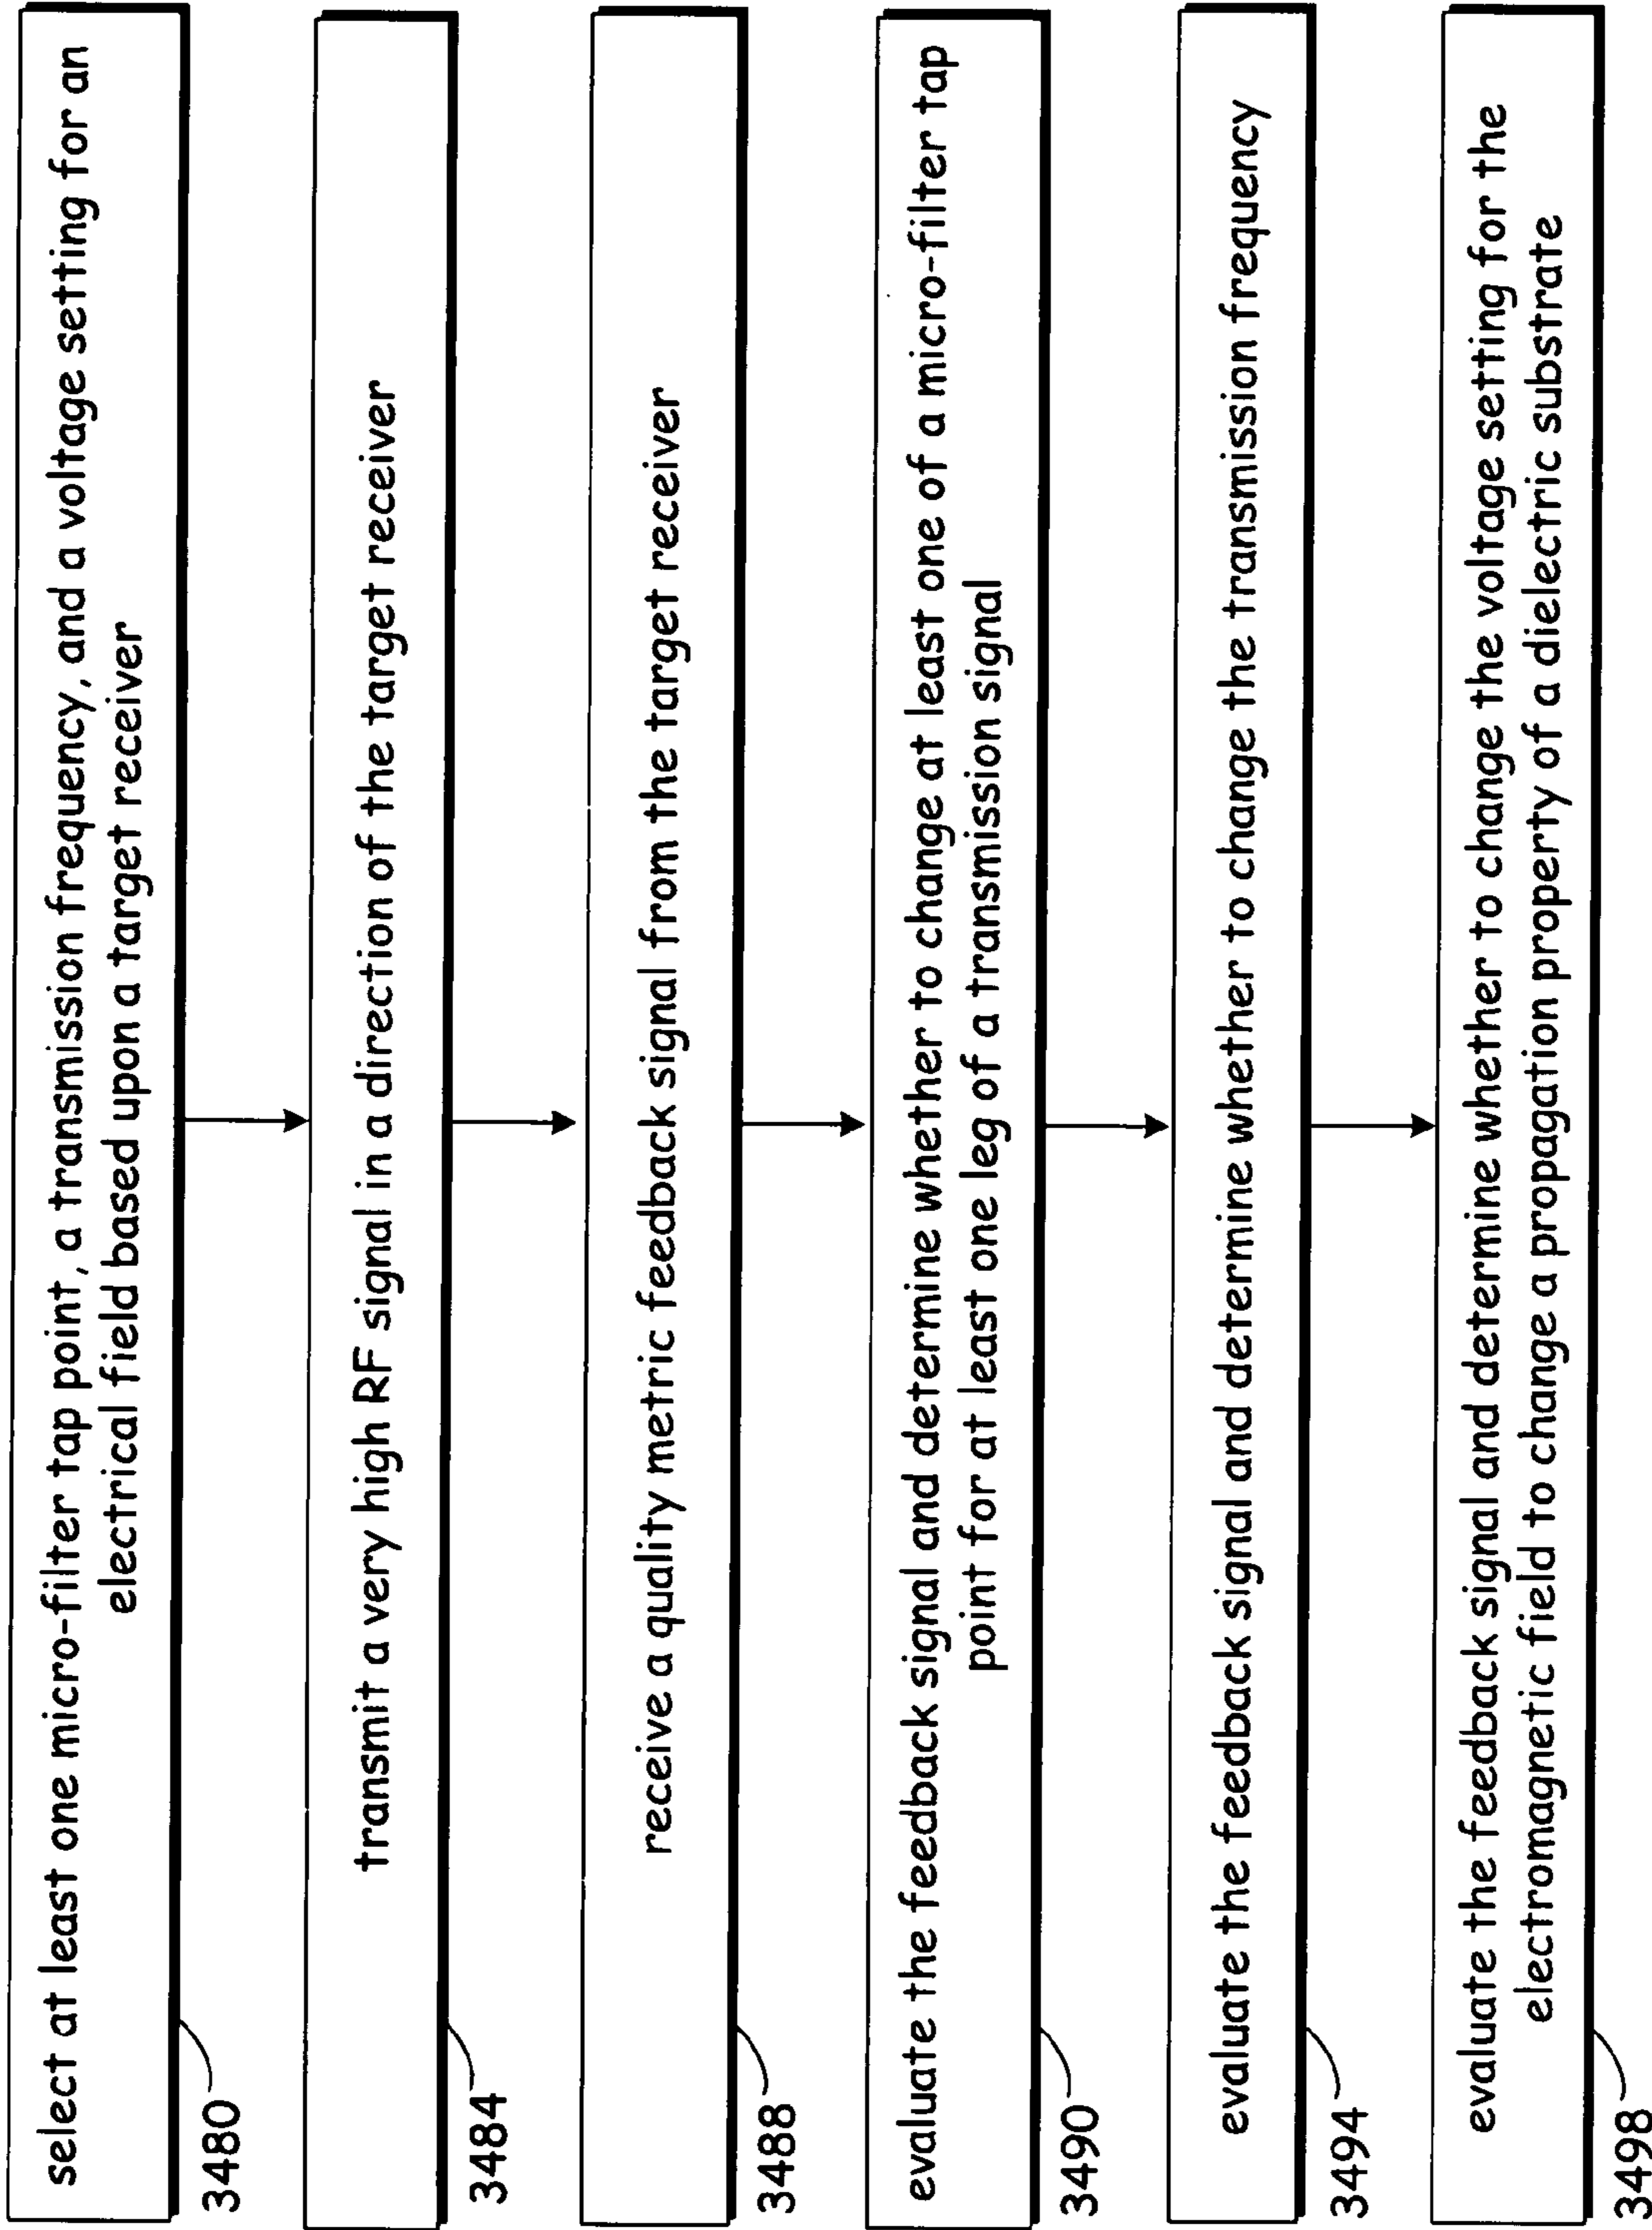 select at least one micro-filter tap point, a transmission frequency, and a voltage setting for an
electrical field based upon a target receiver
3480
transmit a very high RF signal in a direction of the target receiver
3484
receive a quality metric feedback signal from the target receiver
3488
evaluate the feedback signal and determine whether to change at least one of a micro-filter tap
point for at least one leg of a transmission signal
3490
evaluate the feedback signal and determine whether to change the transmission frequency
3494
evaluate the feedback signal and determine whether to change the voltage setting for the
electromagnetic field to change a propagation property of a dielectric substrate
3498